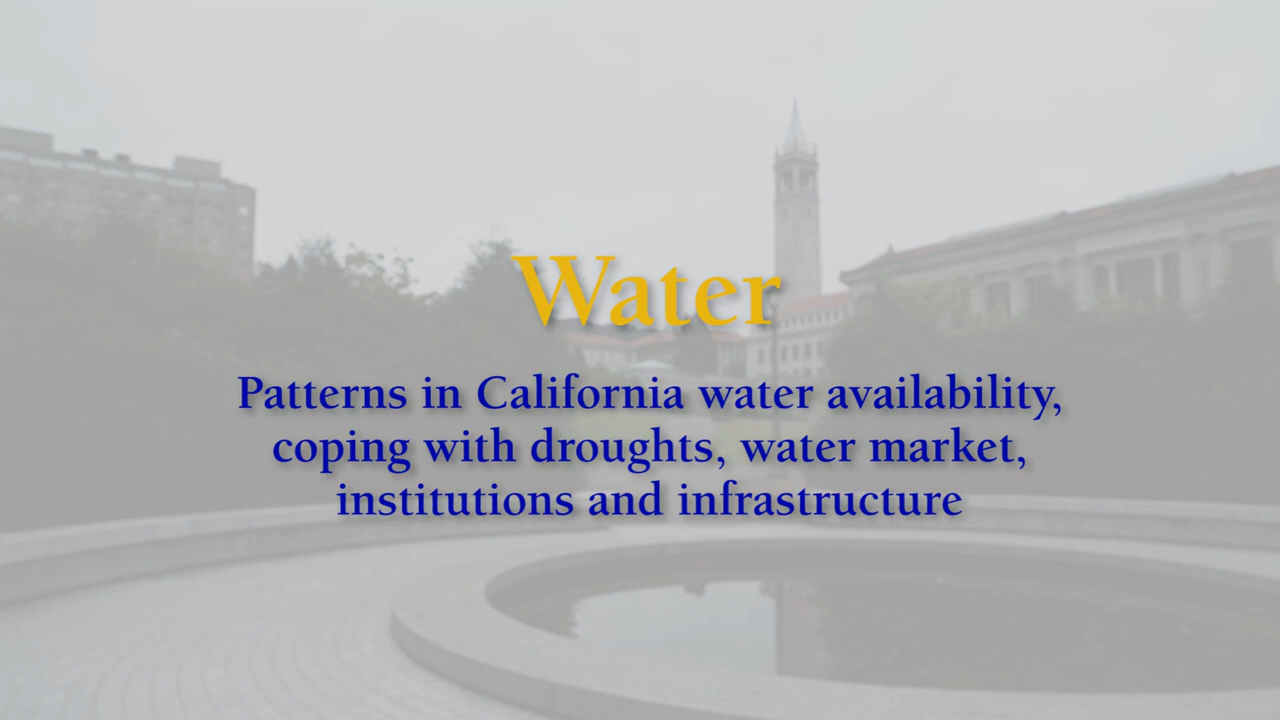 Water
Patterns in California water availability,
coping with droughts, water market,
institutions and infrastructure